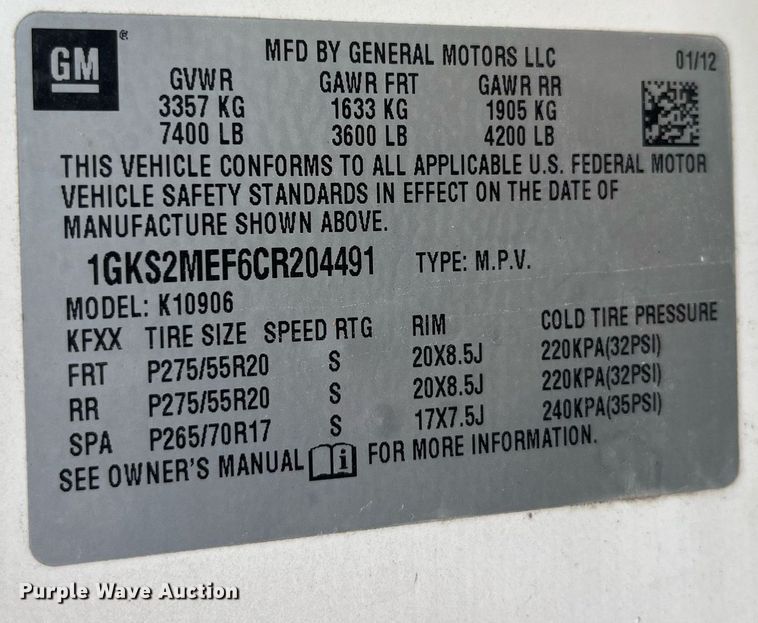 GM®
MFD BY GENERAL MOTORS LLC 01/12
GVWR GAWR FRT GAWR RR
3357 KG 1633 KG 1905 KG
7400 LB 3600 LB 4200 LB
THIS VEHICLE CONFORMS TO ALL APPLICABLE U.S. FEDERAL MOTOR
VEHICLE SAFETY STANDARDS IN EFFECT ON THE DATE OF
MANUFACTURE SHOWN ABOVE.
1GKS2MEF6CR204491 TYPE: M.P.V.
MODEL: K10906
KFXX TIRE SIZE SPEED RTG RIM COLD TIRE PRESSURE
FRT P275/55R20 S 20X8.5J 220KPA(32PSI)
RR P275/55R20 S 20X8.5J 220KPA(32PSI)
SPA P265/70R17 S 17X7.5J 240KPA(35PSI)
SEE OWNER'S MANUAL i FOR MORE INFORMATION.
Purple Wave Auction